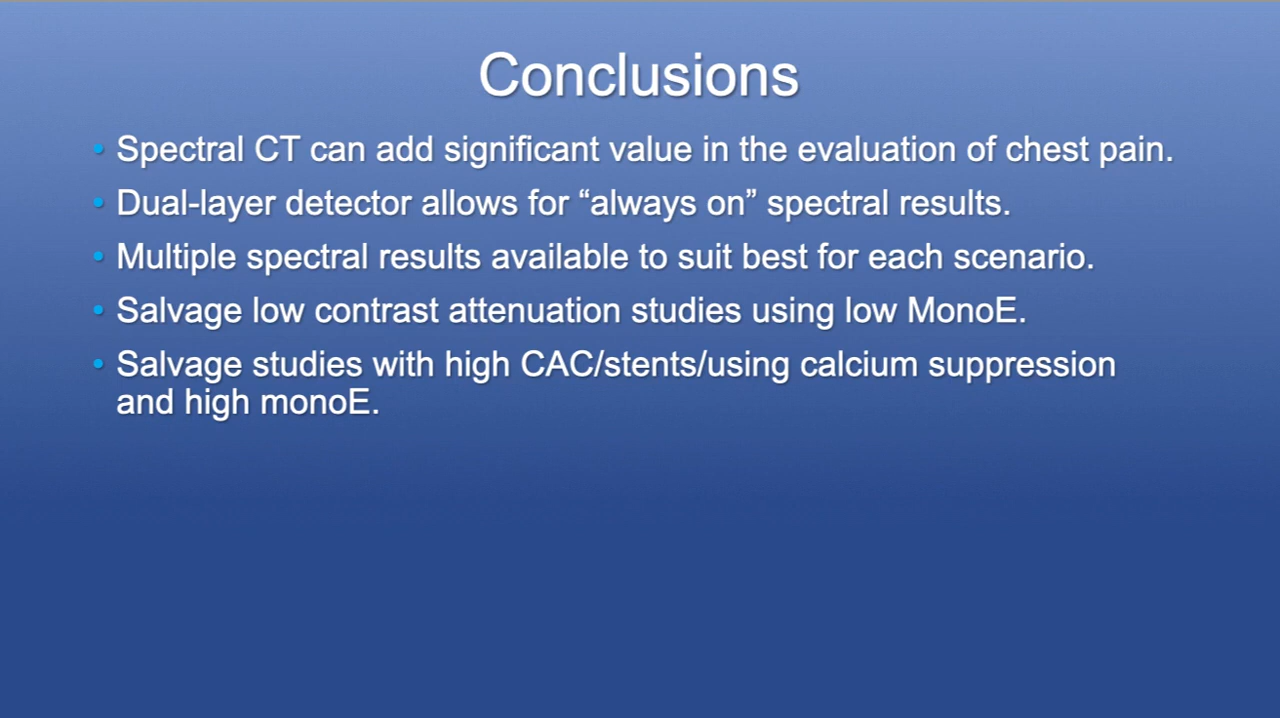 Conclusions
• Spectral CT can add significant value in the evaluation of chest pain.
• Dual-layer detector allows for “always on” spectral results.
• Multiple spectral results available to suit best for each scenario.
• Salvage low contrast attenuation studies using low MonoE.
• Salvage studies with high CAC/stents/using calcium suppression
and high monoE.